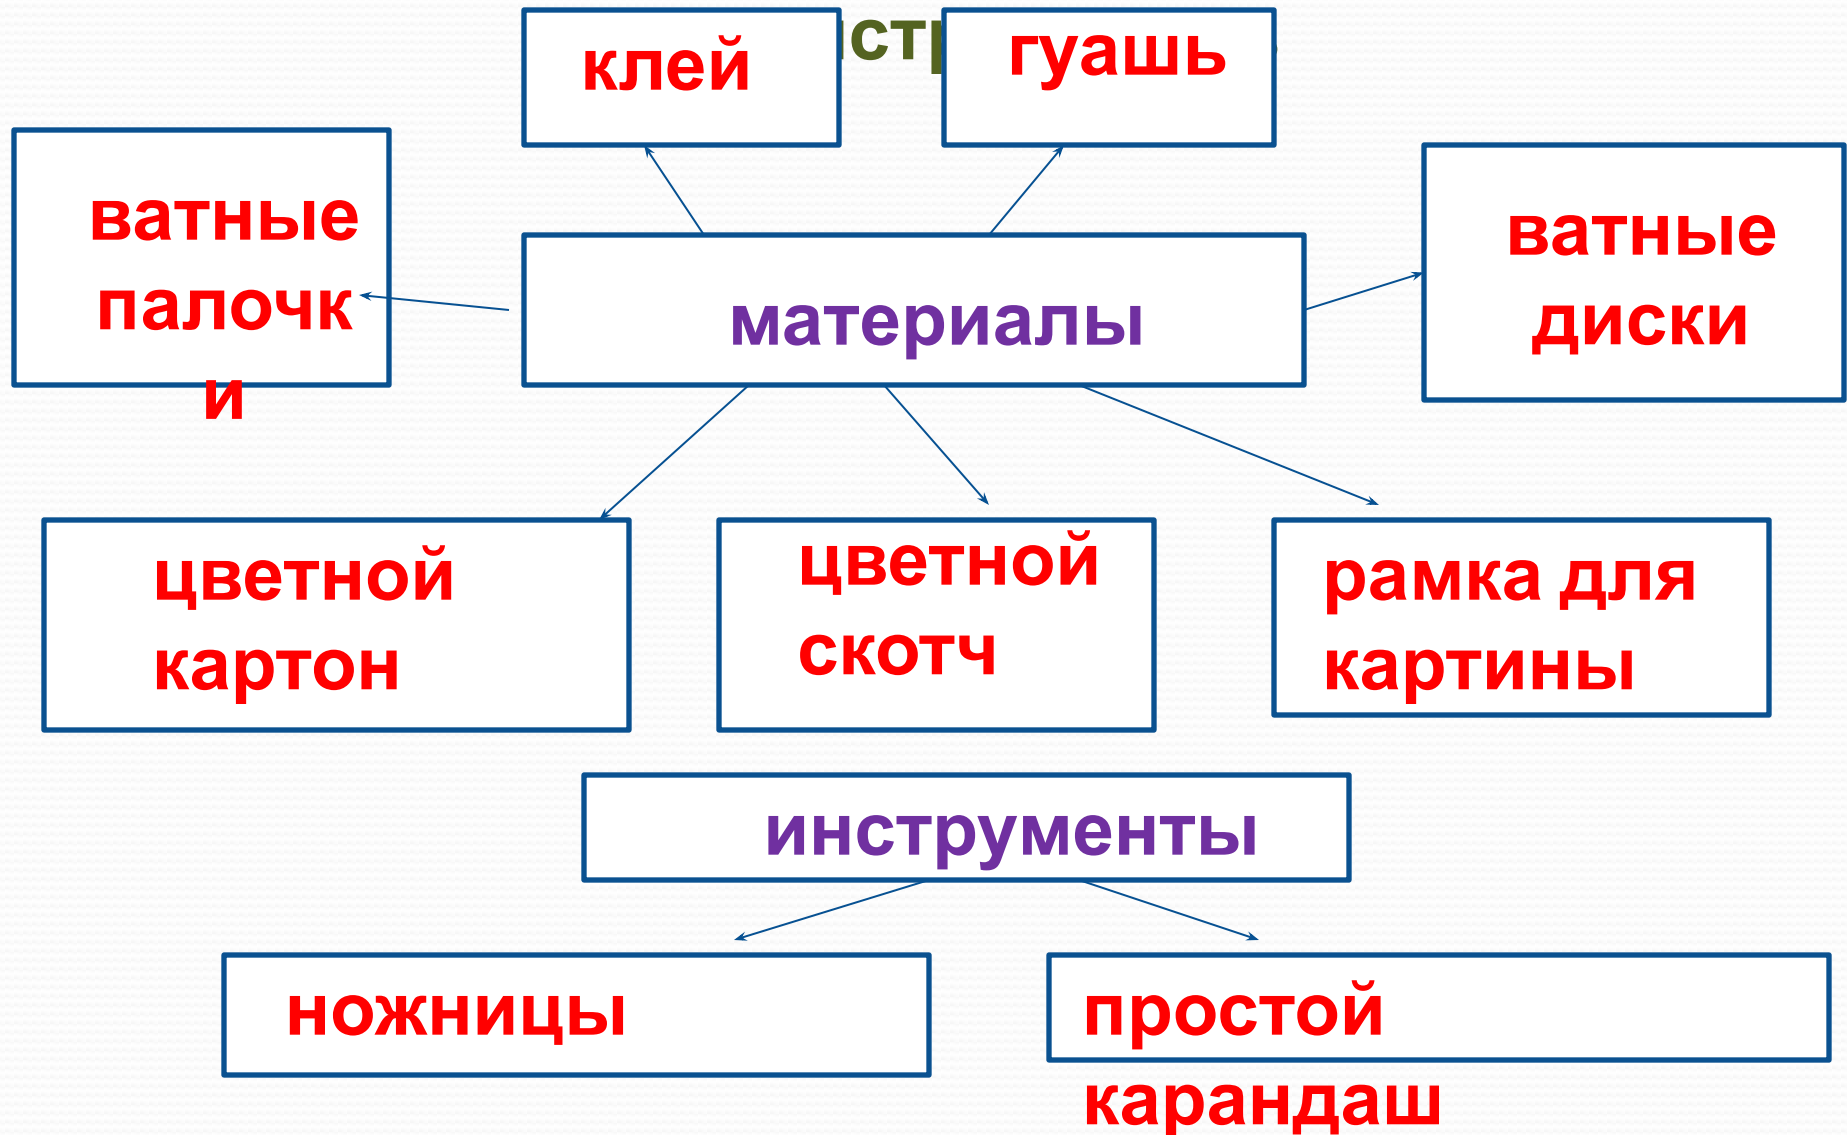 клей
гуашь
ватные
палочк
и
ватные
диски
материалы
цветной
картон
цветной
скотч
рамка для
картины
инструменты
ножницы
простой
карандаш